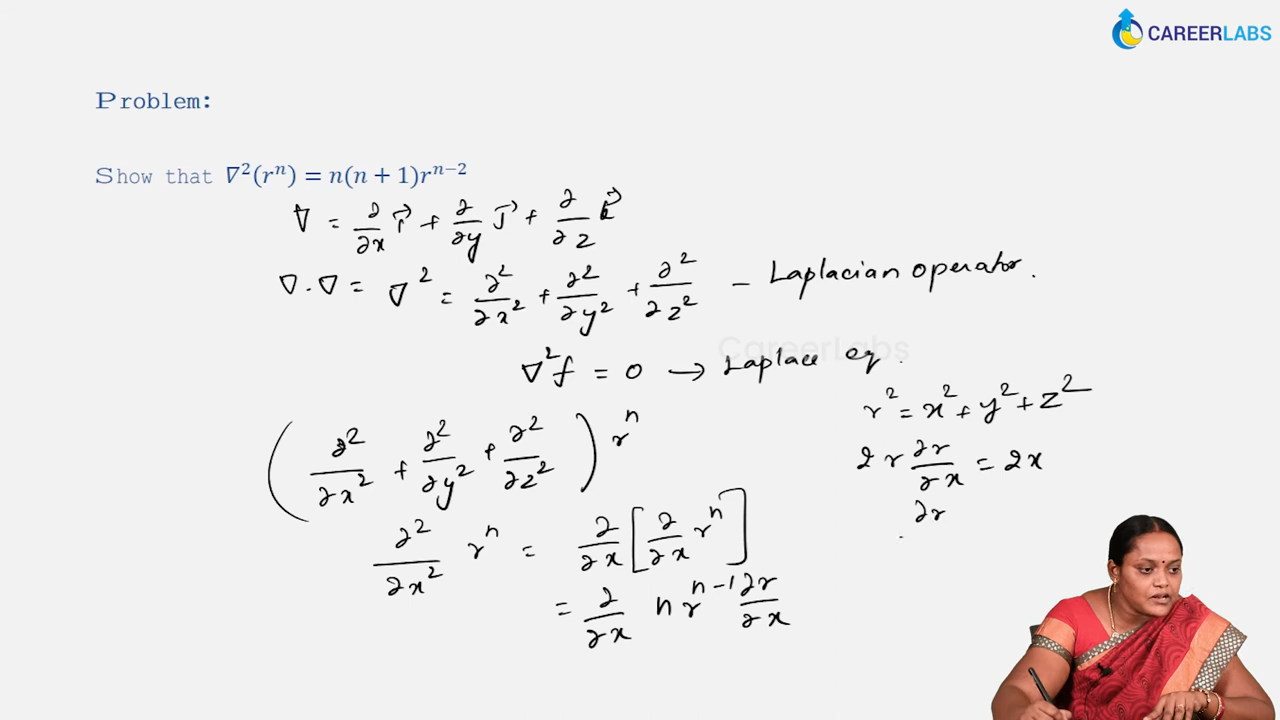 CAREERLABS
Problem:
Show that ∇²(rⁿ) = n(n + 1)rⁿ⁻²
∇ = ∂/∂x i⃗ + ∂/∂y j⃗ + ∂/∂z k⃗
∇.∇ = ∇² = ∂²/∂x² + ∂²/∂y² + ∂²/∂z² – Laplacian operator.
CareerLabs
∇²f = 0 → Laplace eq.
r² = x² + y² + z²
(∂²/∂x² + ∂²/∂y² + ∂²/∂z²) rⁿ
2r ∂r/∂x = 2x
∂r
∂²/∂x² rⁿ = ∂/∂x [∂/∂x rⁿ]
= ∂/∂x n rⁿ⁻¹ ∂r/∂x